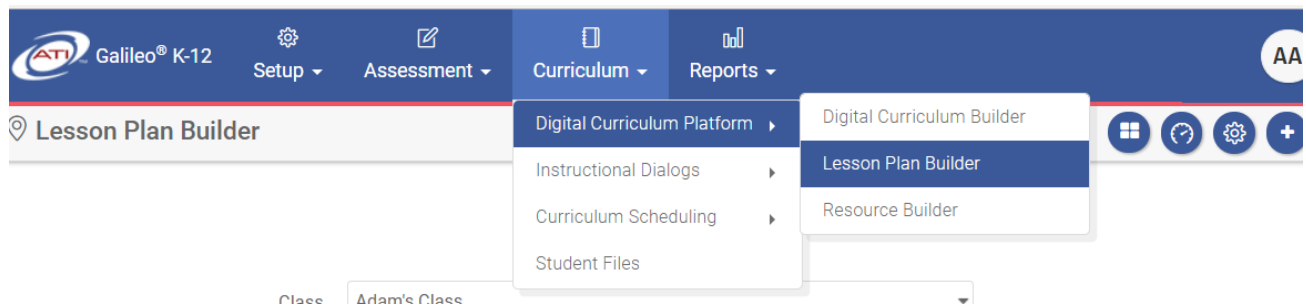 ATI Galileo® K-12
Setup
Assessment
Curriculum
Reports
AA
Lesson Plan Builder
Digital Curriculum Platform
Instructional Dialogs
Curriculum Scheduling
Student Files
Digital Curriculum Builder
Lesson Plan Builder
Resource Builder
Class
Adam's Class